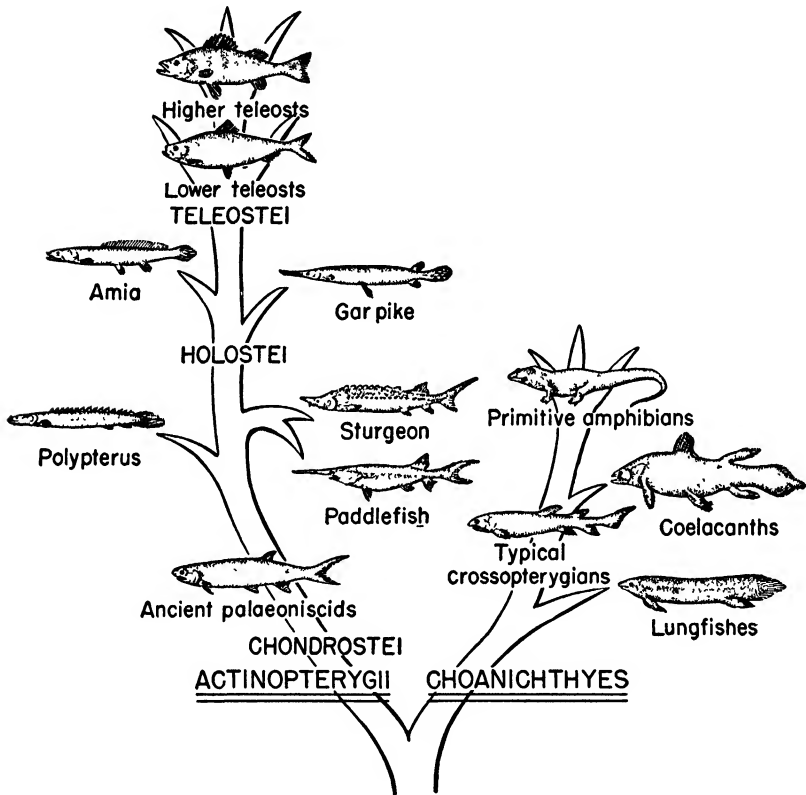 Higher teleosts
Lower teleosts
TELEOSTEI
Amia
Gar pike
HOLOSTEI
Polypterus
Sturgeon
Paddlefish
Ancient palaeoniscids
CHONDROSTEI
ACTINOPTERYGII
Primitive amphibians
Coelacanths
Typical
crossopterygians
Lungfishes
CHOANICHTHYES